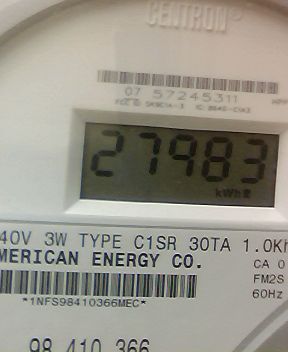 CENTRON®
07 57245311
27983
kWh
40V 3W TYPE C1SR 30TA 1.0Kh
MERICAN ENERGY CO.
CA 0
FM2S
60Hz
*1NFS98410366MEC*
98 410 366